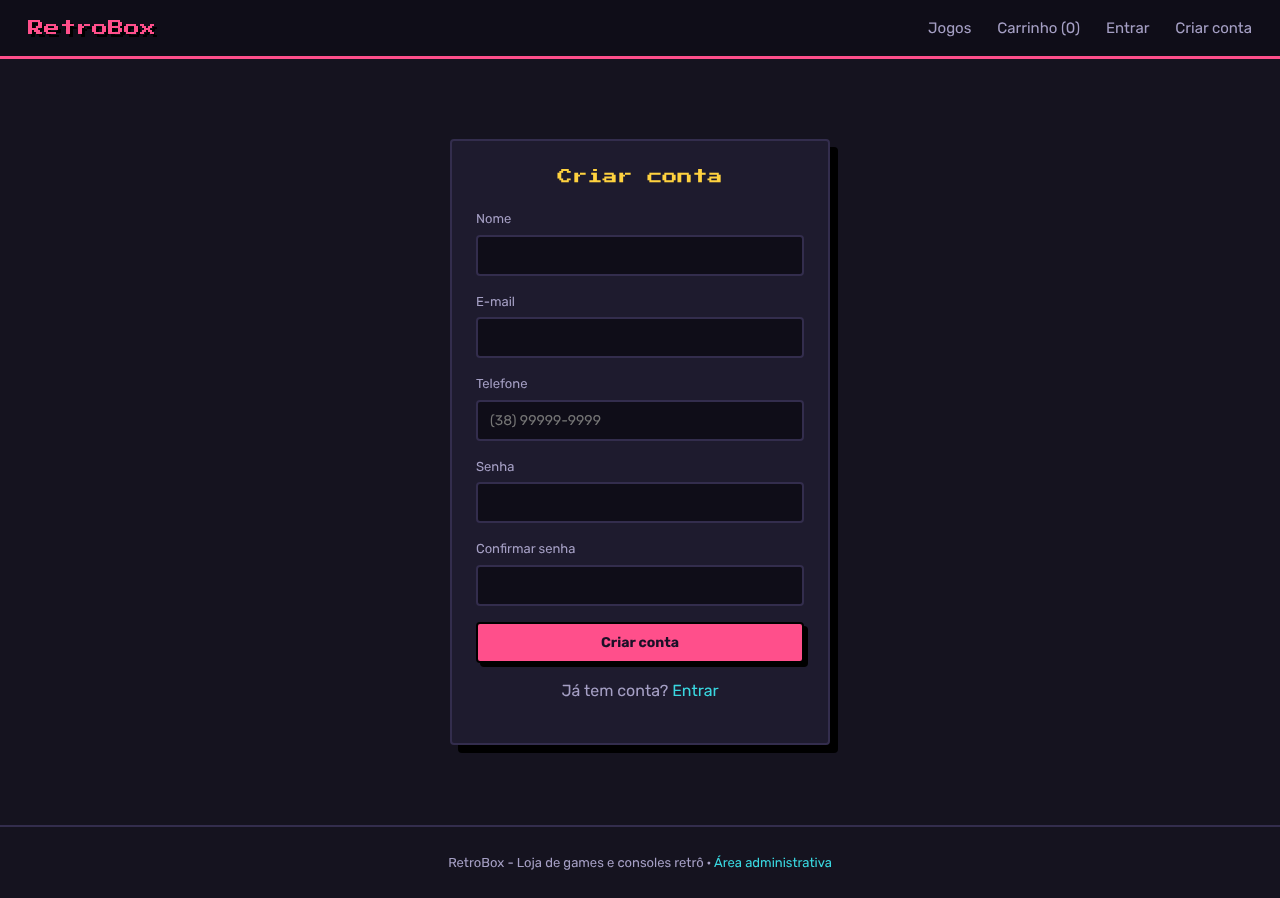 RetroBox
Jogos Carrinho (0) Entrar Criar conta
Criar conta
Nome
E-mail
Telefone
(38) 99999-9999
Senha
Confirmar senha
Criar conta
Já tem conta? Entrar
RetroBox - Loja de games e consoles retrô • Área administrativa